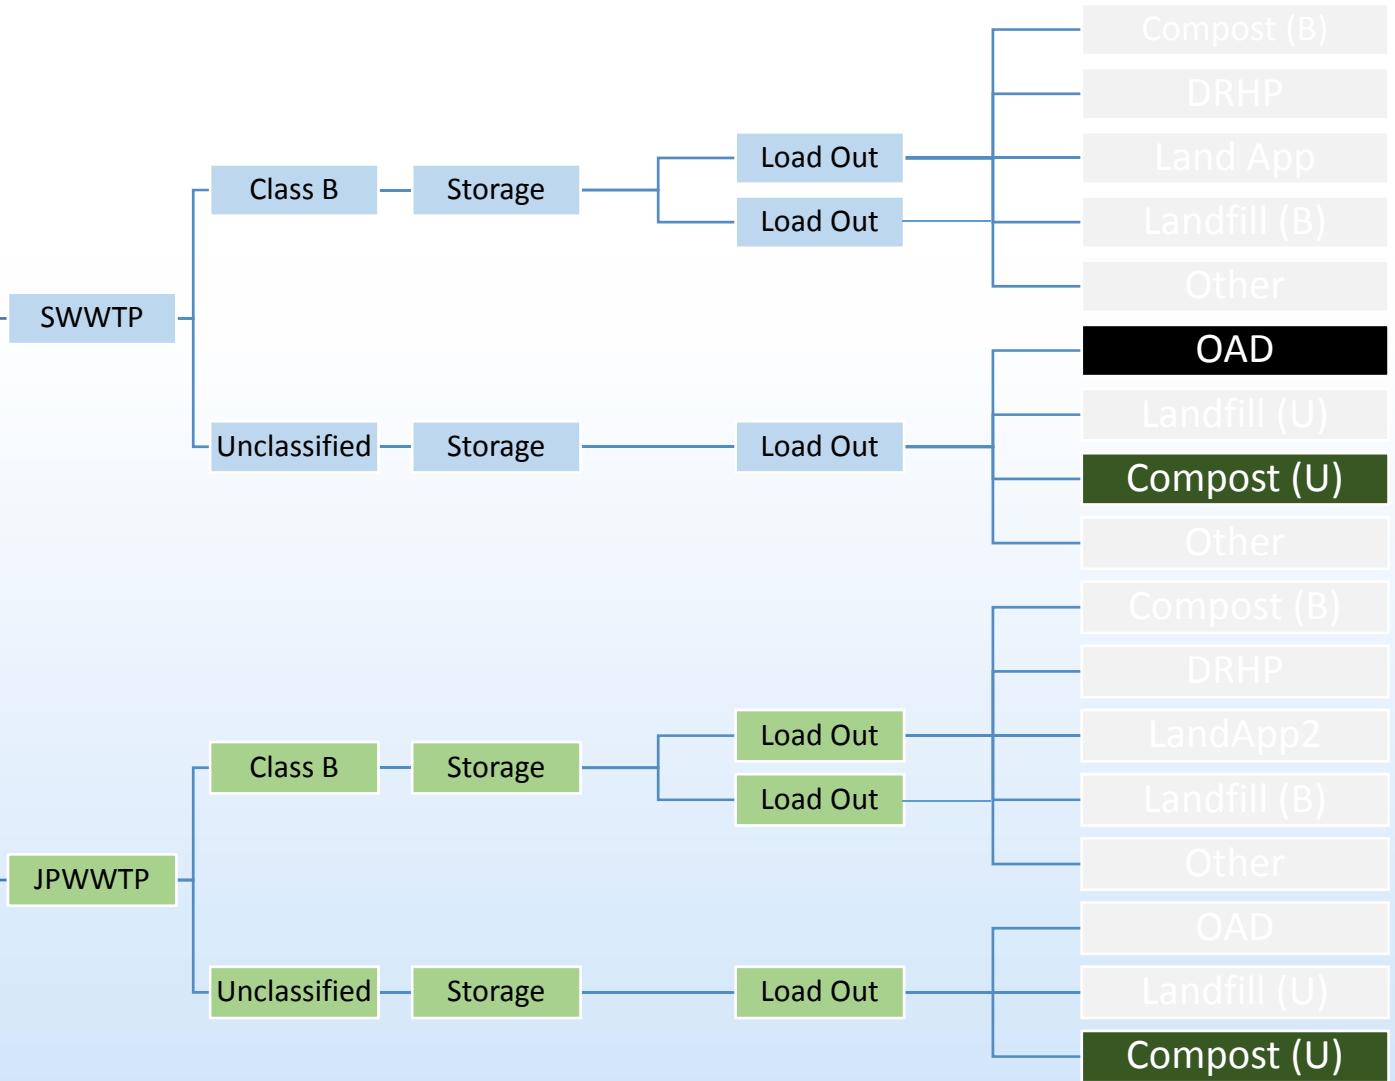 Compost (B)
DRHP
Load Out
Land App
Class B
Storage
Load Out
Landfill (B)
Other
SWWTP
OAD
Landfill (U)
Unclassified
Storage
Load Out
Compost (U)
Other
Compost (B)
DRHP
Load Out
LandApp2
Class B
Storage
Load Out
Landfill (B)
Other
JPWWTP
OAD
Unclassified
Storage
Load Out
Landfill (U)
Compost (U)